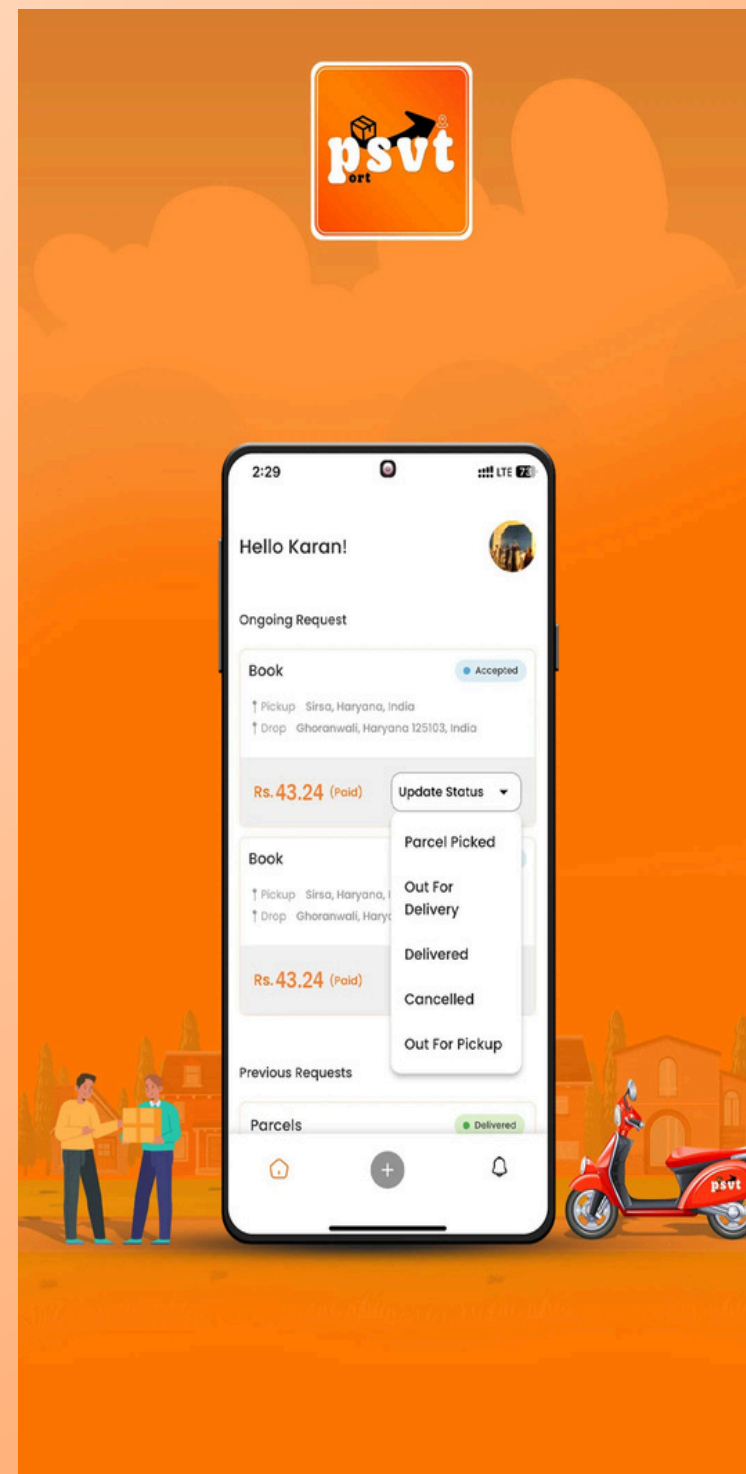 psvt
ort
2:29
LTE 73
Hello Karan!
Ongoing Request
Book
Accepted
Pickup Sirsa, Haryana, India
Drop Ghoranwali, Haryana 125103, India
Rs. 43.24 (Paid)
Update Status
Parcel Picked
Out For
Delivery
Delivered
Cancelled
Out For Pickup
Book
Pickup Sirsa, Haryana,
Drop Ghoranwali,
Rs. 43.24 (Paid)
Previous Requests
Parcels
Delivered
psvt